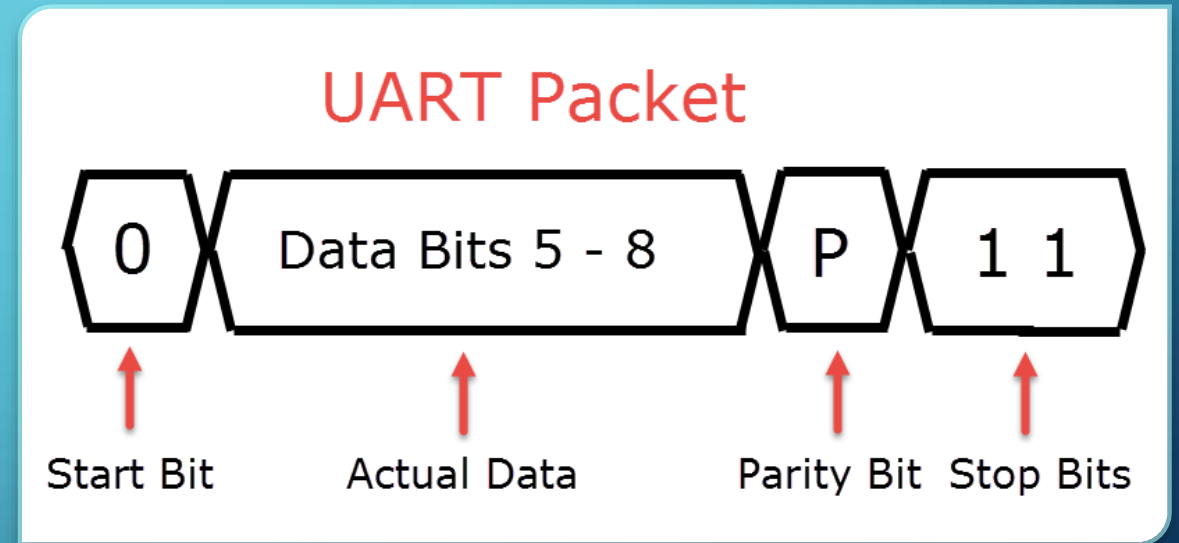 UART Packet
0 Data Bits 5 - 8 P 1 1
Start Bit Actual Data Parity Bit Stop Bits